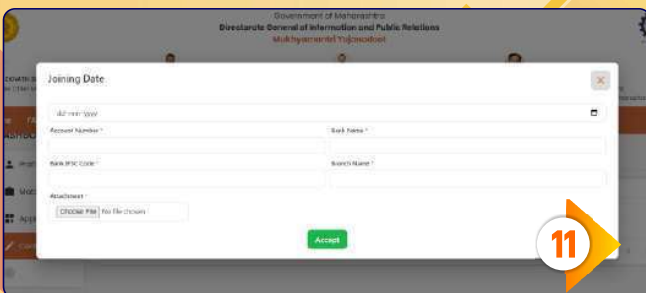 Government of Maharashtra
Directorate General of Information and Public Relations
Mukhyamantri Yojanadoot
Joining Date
×
dd-mm-yyyy
Account Number *
Bank Name *
Bank IFSC Code *
Branch Name *
Attachment *
Choose File No file chosen
Accept
11